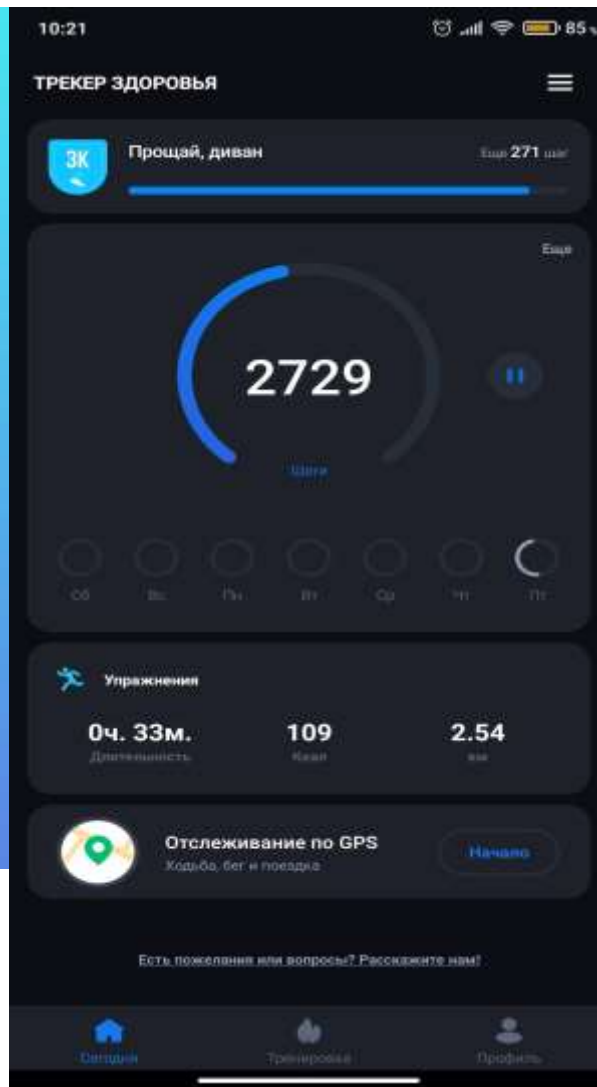 10:21
85
ТРЕКЕР ЗДОРОВЬЯ
3K
Прощай, диван
Еще 271 шаг
Еще
2729
Шаги
Сб Вс Пн Вт Ср Чт Пт
Упражнения
0ч. 33м. 109 2.54
Длительность Ккал км
Отслеживание по GPS
Ходьба, бег и поездка
Начало
Есть пожелания или вопросы? Расскажите нам!
Сегодня Тренировка Профиль